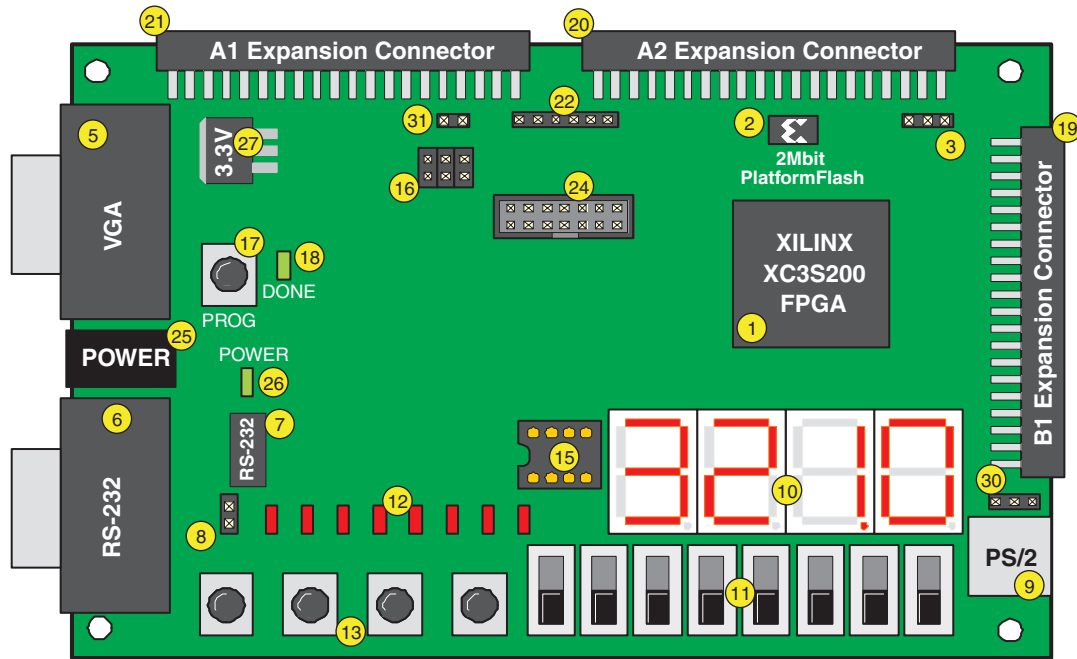 21
A1 Expansion Connector
20
A2 Expansion Connector
5
27
3.3V
31
22
2
3
19
2Mbit
PlatformFlash
16
24
VGA
17
18
DONE
PROG
XILINX
XC3S200
FPGA
1
B1 Expansion Connector
25
POWER
POWER
26
6
7
RS-232
RS-232
15
3210
10
12
8
30
PS/2
9
11
13